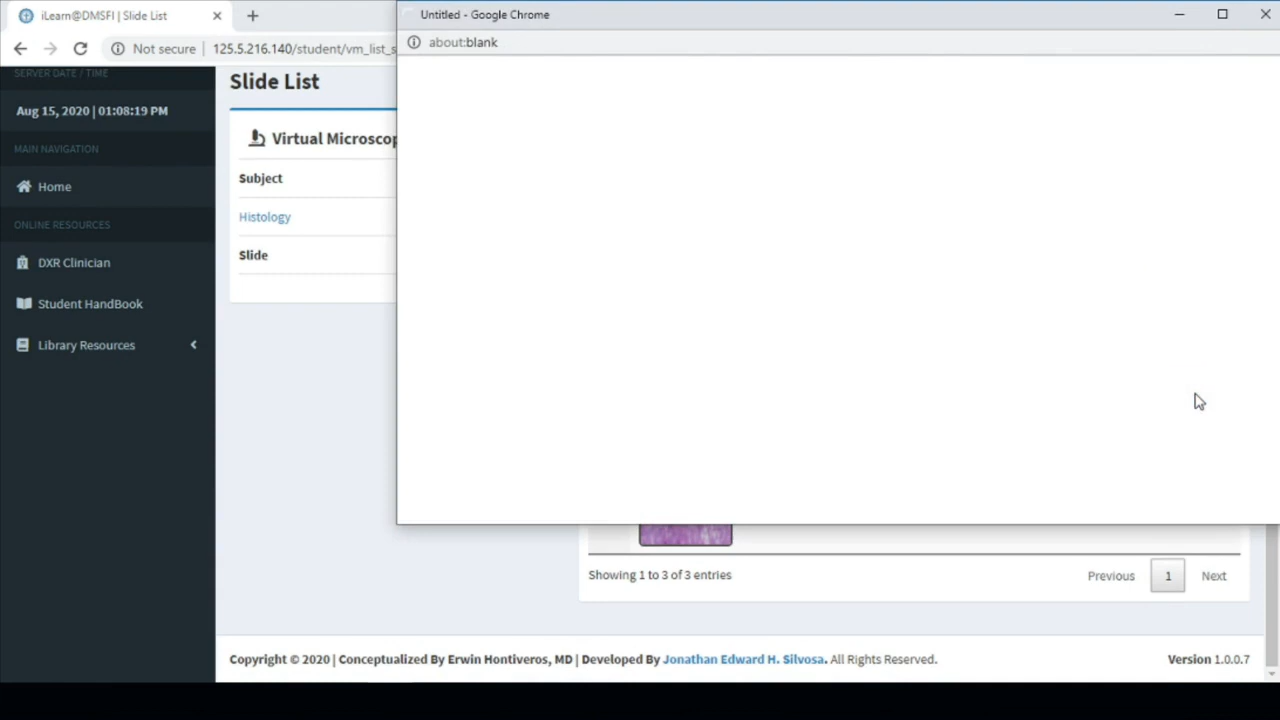 iLearn@DMSFI | Slide List
Untitled - Google Chrome
Not secure
125.5.216.140/student/vm_list_s
about:blank
SERVER DATE / TIME
Aug 15, 2020 | 01:08:19 PM
MAIN NAVIGATION
Home
ONLINE RESOURCES
DXR Clinician
Student HandBook
Library Resources
Slide List
Virtual Microscop
Subject
Histology
Slide
Showing 1 to 3 of 3 entries
Previous 1 Next
Copyright © 2020 | Conceptualized By Erwin Hontiveros, MD | Developed By Jonathan Edward H. Silvosa. All Rights Reserved.
Version 1.0.0.7